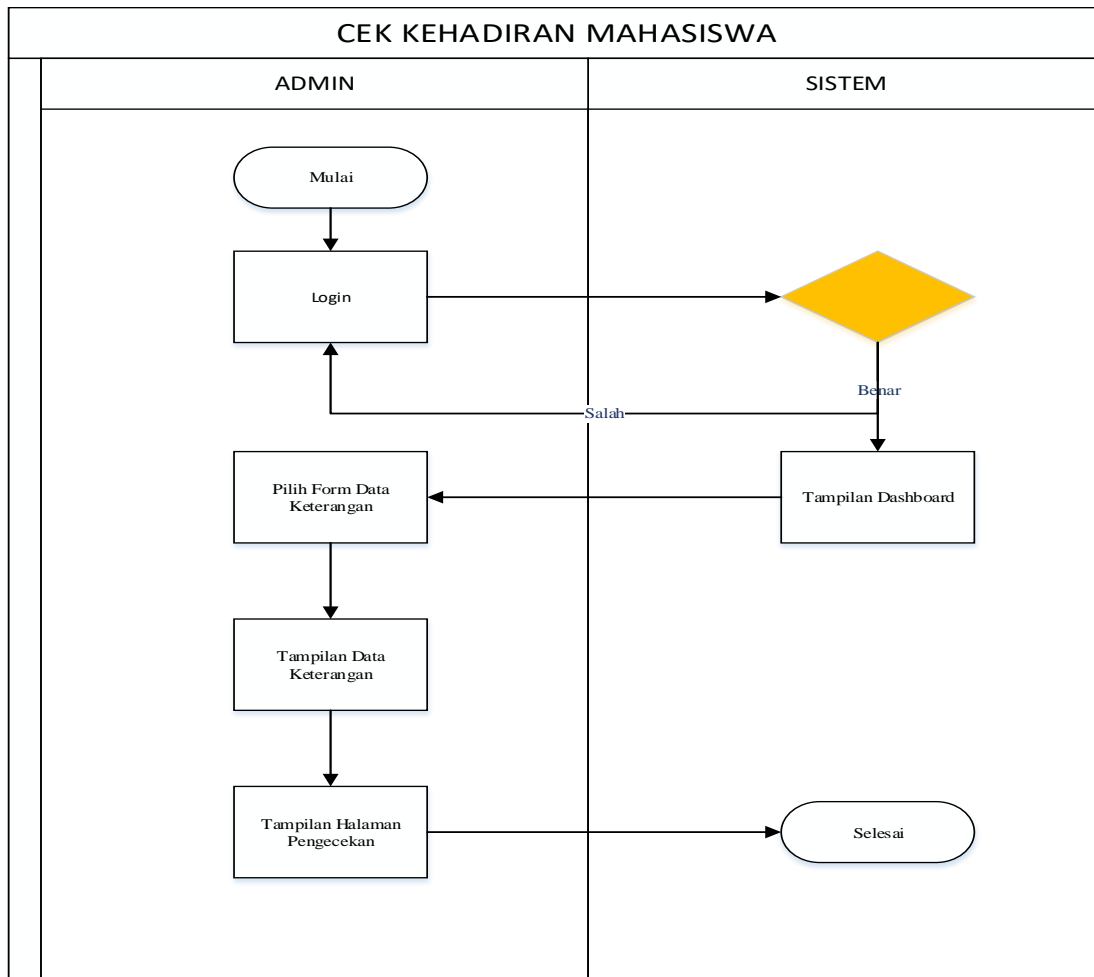 CEK KEHADIRAN MAHASISWA
ADMIN
SISTEM
Mulai
Login
Benar
Salah
Pilih Form Data
Keterangan
Tampilan Dashboard
Tampilan Data
Keterangan
Tampilan Halaman
Pengecekan
Selesai